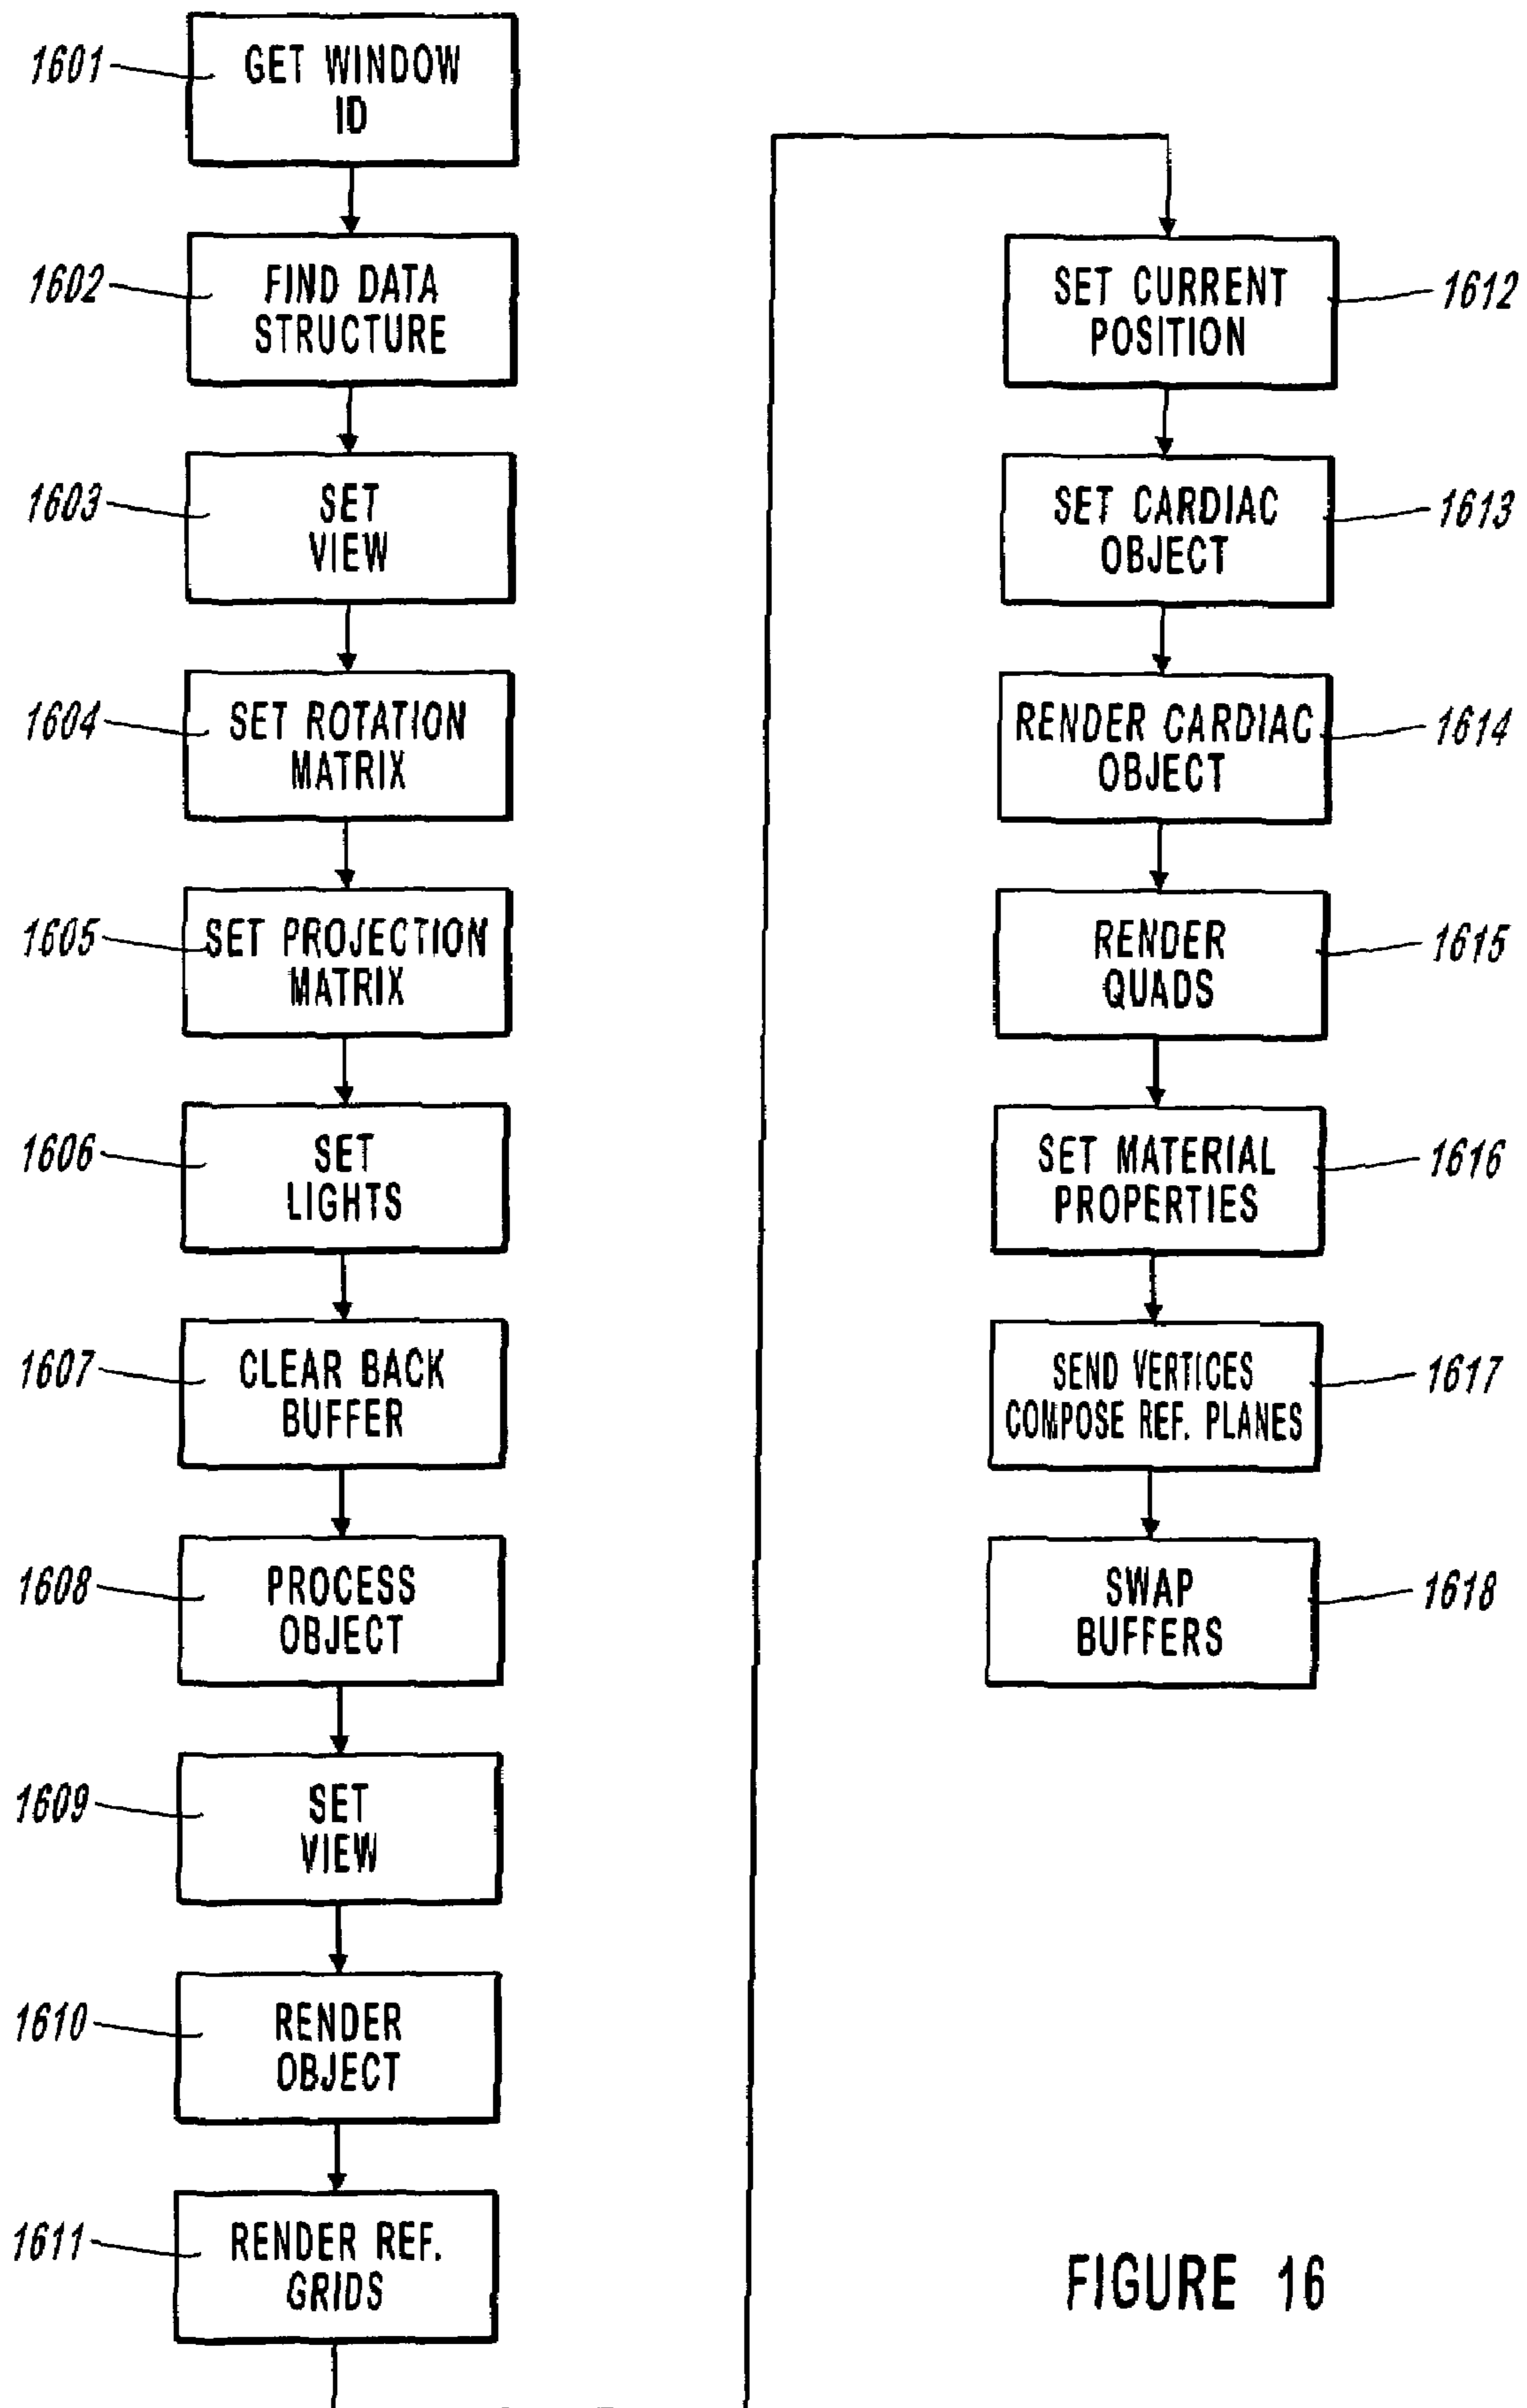 1601
GET WINDOW
ID
1602
FIND DATA
STRUCTURE
1603
SET
VIEW
1604
SET ROTATION
MATRIX
1605
SET PROJECTION
MATRIX
1606
SET
LIGHTS
1607
CLEAR BACK
BUFFER
1608
PROCESS
OBJECT
1609
SET
VIEW
1610
RENDER
OBJECT
1611
RENDER REF.
GRIDS
SET CURRENT
POSITION
1612
SET CARDIAC
OBJECT
1613
RENDER CARDIAC
OBJECT
1614
RENDER
QUADS
1615
SET MATERIAL
PROPERTIES
1616
SEND VERTICES
COMPOSE REF. PLANES
1617
SWAP
BUFFERS
1618
FIGURE 16